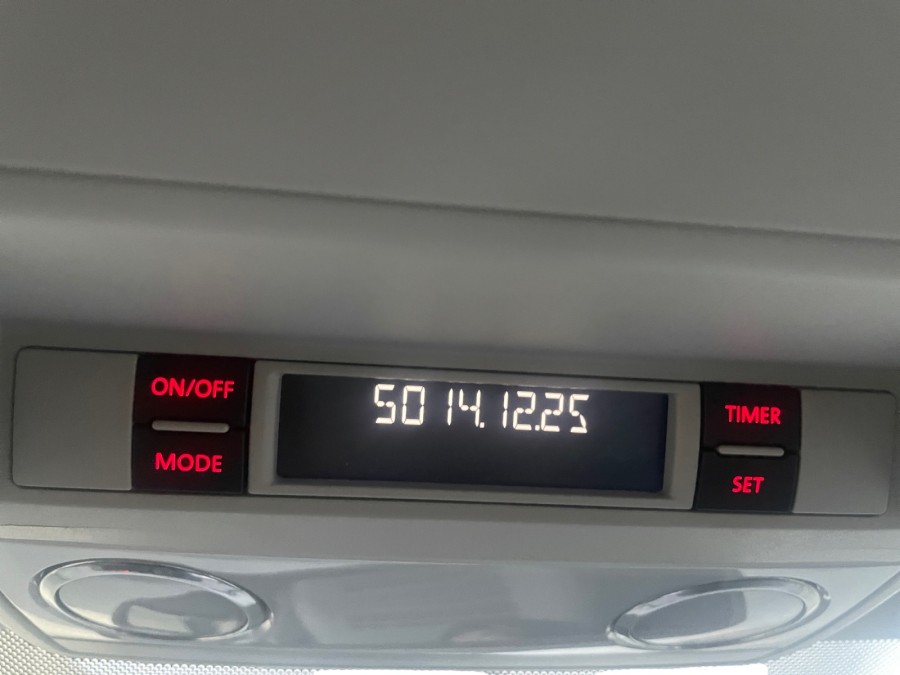 ON/OFF
MODE
SO 14.12.25
TIMER
SET